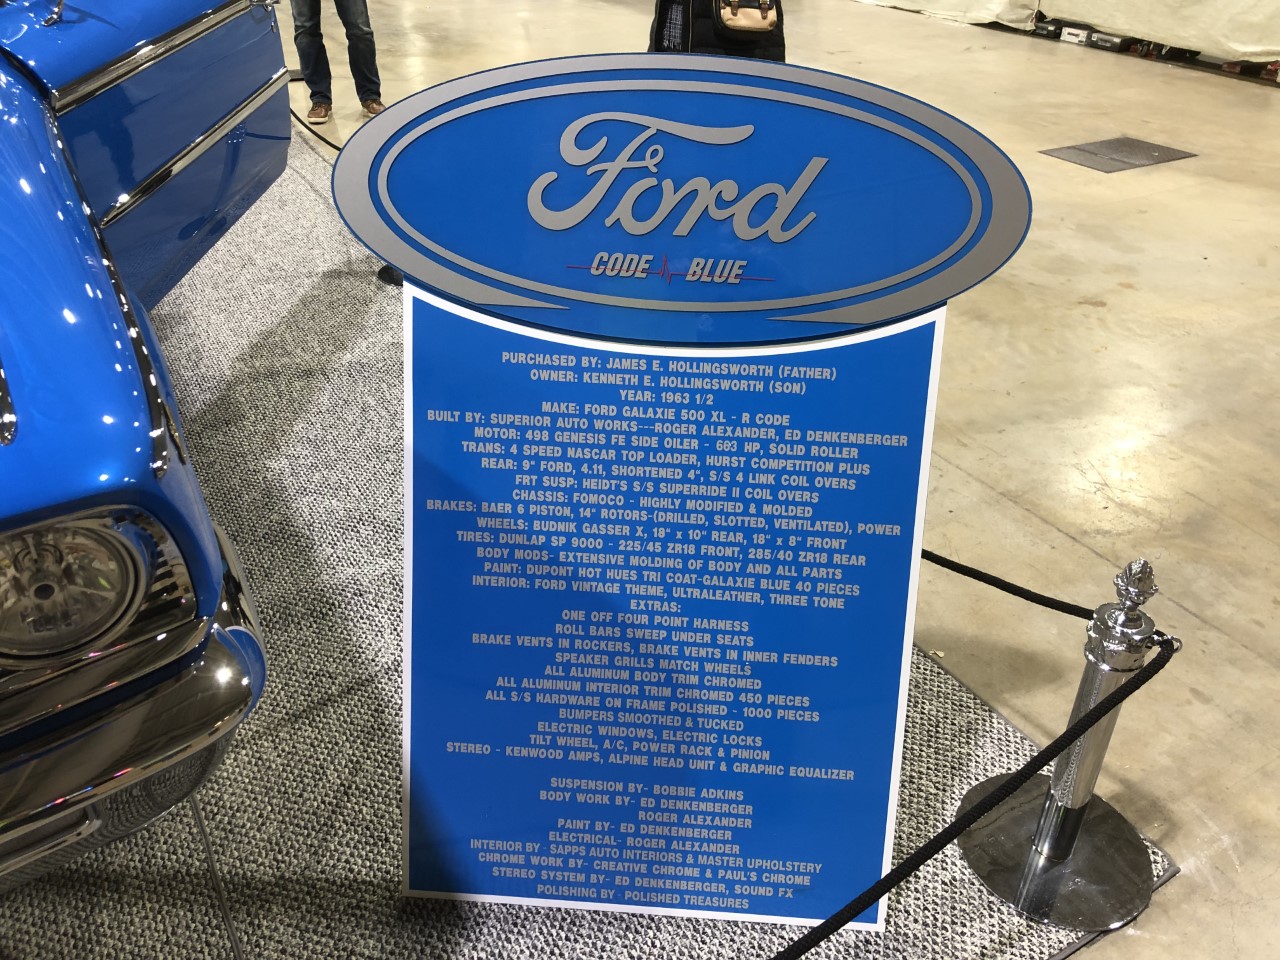 Ford
CODE BLUE
PURCHASED BY: JAMES E. HOLLINGSWORTH (FATHER)
OWNER: KENNETH E. HOLLINGSWORTH (SON)
YEAR: 1963 1/2
MAKE: FORD GALAXIE 500 XL - R CODE
BUILT BY: SUPERIOR AUTO WORKS---ROGER ALEXANDER, ED DENKENBERGER
MOTOR: 498 GENESIS FE SIDE OILER - 603 HP, SOLID ROLLER
TRANS: 4 SPEED NASCAR TOP LOADER, HURST COMPETITION PLUS
REAR: 9" FORD, 4.11, SHORTENED 4", S/S 4 LINK COIL OVERS
FRT SUSP: HEIDT'S S/S SUPERRIDE II COIL OVERS
CHASSIS: FOMOCO - HIGHLY MODIFIED & MOLDED
BRAKES: BAER 6 PISTON, 14" ROTORS-(DRILLED, SLOTTED, VENTILATED), POWER
WHEELS: BUDNIK GASSER X, 18" x 10" REAR, 18" x 8" FRONT
TIRES: DUNLAP SP 9000 - 225/45 ZR18 FRONT, 285/40 ZR18 REAR
BODY MODS- EXTENSIVE MOLDING OF BODY AND ALL PARTS
PAINT: DUPONT HOT HUES TRI COAT-GALAXIE BLUE 40 PIECES
INTERIOR: FORD VINTAGE THEME, ULTRALEATHER, THREE TONE
EXTRAS:
ONE OFF FOUR POINT HARNESS
ROLL BARS SWEEP UNDER SEATS
BRAKE VENTS IN ROCKERS, BRAKE VENTS IN INNER FENDERS
SPEAKER GRILLS MATCH WHEELS
ALL ALUMINUM BODY TRIM CHROMED
ALL ALUMINUM INTERIOR TRIM CHROMED 450 PIECES
ALL S/S HARDWARE ON FRAME POLISHED - 1000 PIECES
BUMPERS SMOOTHED & TUCKED
ELECTRIC WINDOWS, ELECTRIC LOCKS
TILT WHEEL, A/C, POWER RACK & PINION
STEREO - KENWOOD AMPS, ALPINE HEAD UNIT & GRAPHIC EQUALIZER
SUSPENSION BY- BOBBIE ADKINS
BODY WORK BY- ED DENKENBERGER
ROGER ALEXANDER
PAINT BY- ED DENKENBERGER
ELECTRICAL- ROGER ALEXANDER
INTERIOR BY - SAPPS AUTO INTERIORS & MASTER UPHOLSTERY
CHROME WORK BY- CREATIVE CHROME & PAUL'S CHROME
STEREO SYSTEM BY- ED DENKENBERGER, SOUND FX
POLISHING BY - POLISHED TREASURES